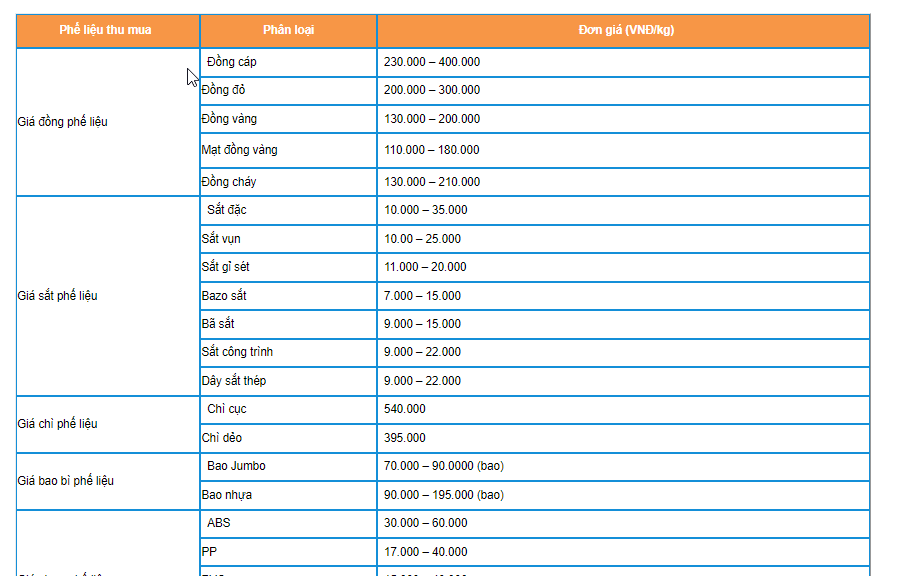 Phế liệu thu mua Phân loại Đơn giá (VNĐ/kg)
Giá đồng phế liệu
Đồng cáp 230.000 – 400.000
Đồng đỏ 200.000 – 300.000
Đồng vàng 130.000 – 200.000
Mạt đồng vàng 110.000 – 180.000
Đồng cháy 130.000 – 210.000
Giá sắt phế liệu
Sắt đặc 10.000 – 35.000
Sắt vụn 10.00 – 25.000
Sắt gỉ sét 11.000 – 20.000
Bazo sắt 7.000 – 15.000
Bã sắt 9.000 – 15.000
Sắt công trình 9.000 – 22.000
Dây sắt thép 9.000 – 22.000
Giá chì phế liệu
Chì cục 540.000
Chì dẻo 395.000
Giá bao bì phế liệu
Bao Jumbo 70.000 – 90.0000 (bao)
Bao nhựa 90.000 – 195.000 (bao)
ABS 30.000 – 60.000
PP 17.000 – 40.000